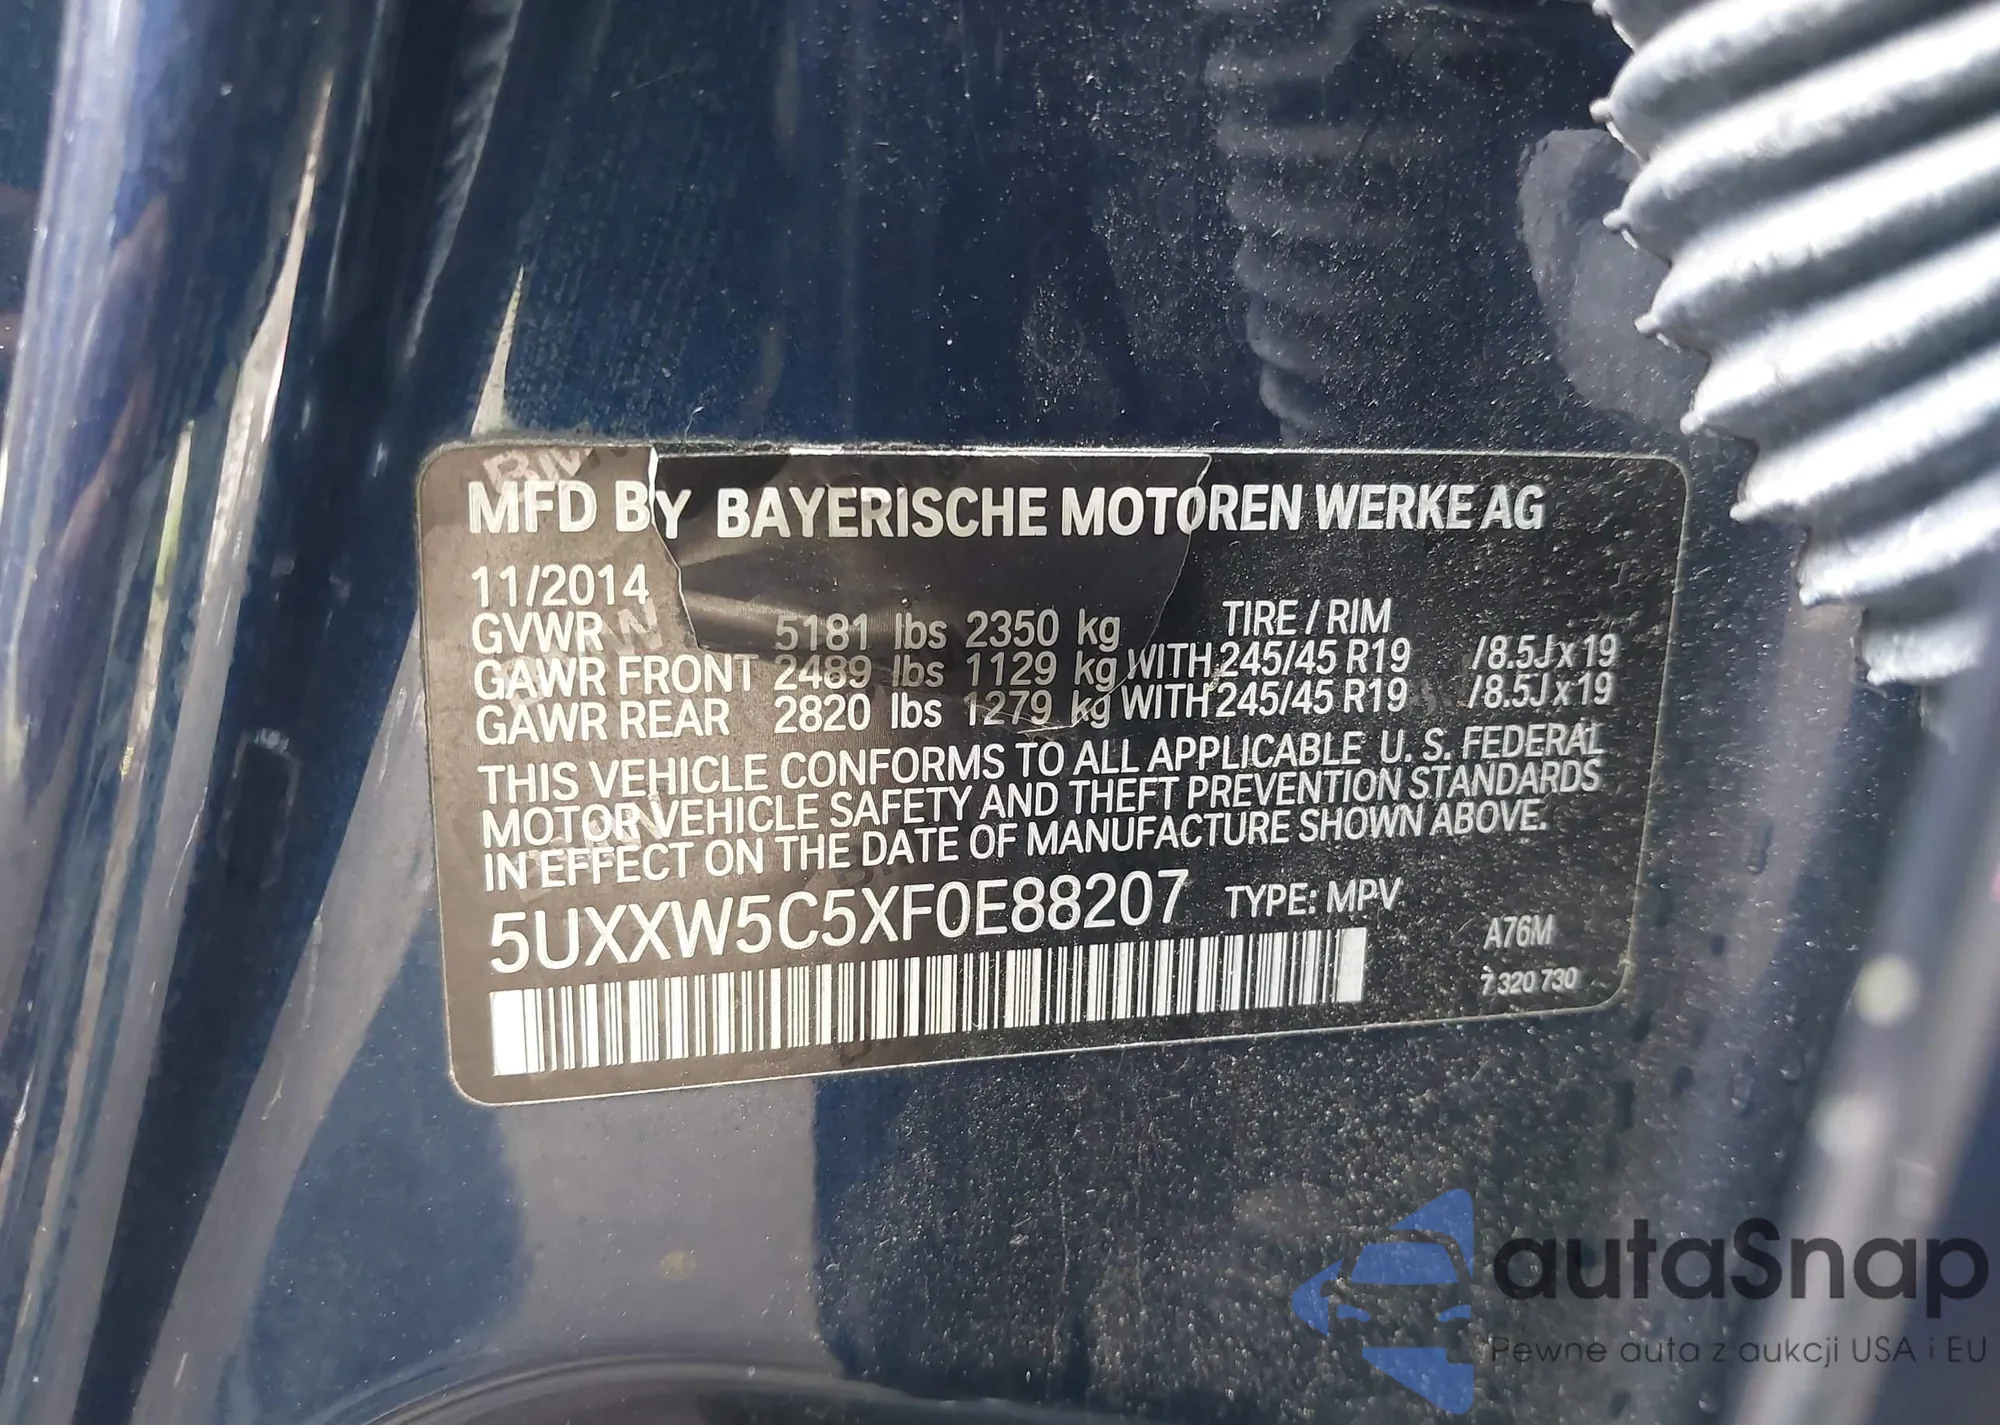 MFD BY BAYERISCHE MOTOREN WERKE AG
11/2014
GVWR 5181 lbs 2350 kg TIRE / RIM
GAWR FRONT 2489 lbs 1129 kg WITH 245/45 R19 /8.5J x 19
GAWR REAR 2820 lbs 1279 kg WITH 245/45 R19 /8.5J x 19
THIS VEHICLE CONFORMS TO ALL APPLICABLE U. S. FEDERAL
MOTOR VEHICLE SAFETY AND THEFT PREVENTION STANDARDS
IN EFFECT ON THE DATE OF MANUFACTURE SHOWN ABOVE.
5UXXW5C5XF0E88207 TYPE: MPV
A76M
7 320 730
autaSnap
Pewne auta z aukcji USA i EU